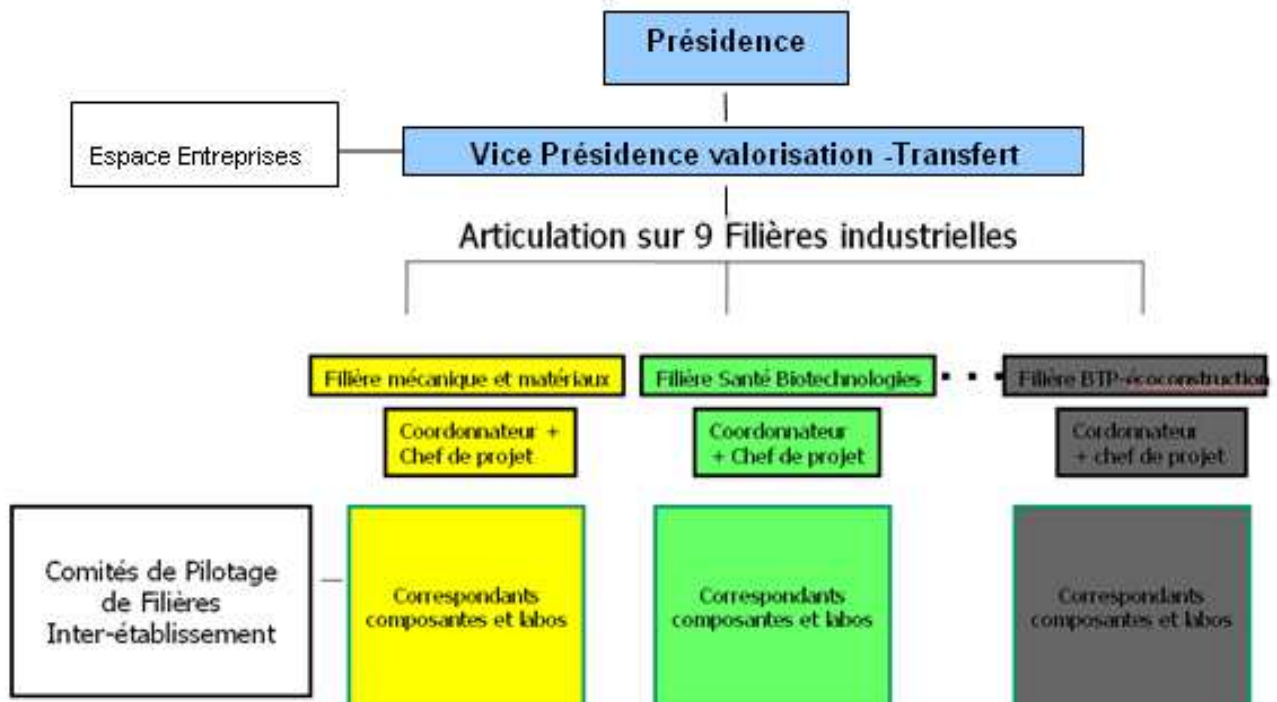 Présidence
Espace Entreprises
Vice Présidence valorisation -Transfert
Articulation sur 9 Filières industrielles
Filière mécanique et matériaux
Filière Santé Biotechnologies
Filière BTP-écoconstruction
Coordonnateur +
Chef de projet
Coordonnateur
+ Chef de projet
Cordonnateur
+ chef de projet
Comités de Pilotage
de Filières
Inter-établissement
Correspondants
composantes et labos
Correspondants
composantes et labos
Correspondants
composantes et labos